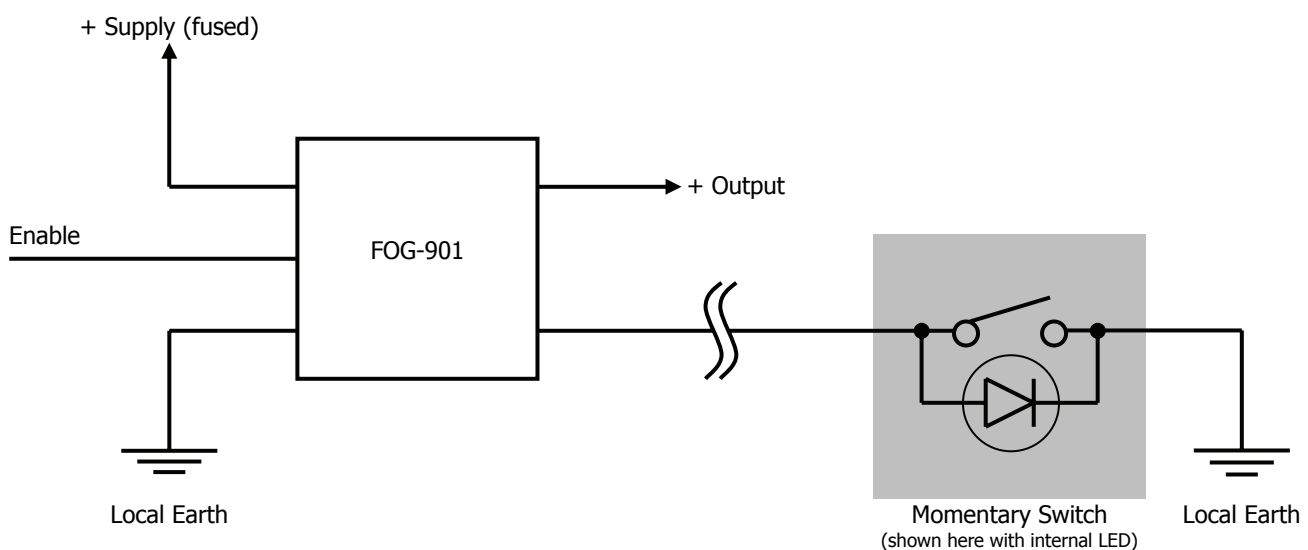 + Supply (fused)
+ Output
Enable
FOG-901
Local Earth
Momentary Switch
(shown here with internal LED)
Local Earth